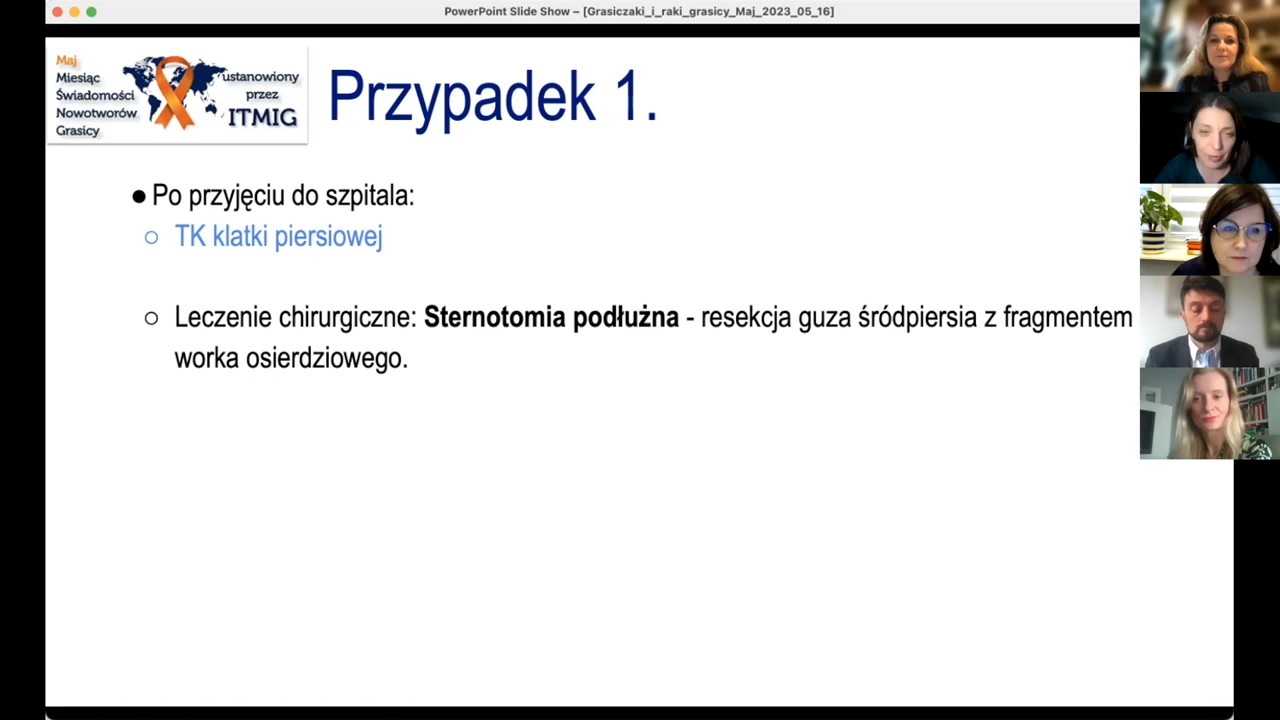 PowerPoint Slide Show – [Grasiczaki_i_raki_grasicy_Maj_2023_05_16]
Maj
Miesiąc
Świadomości
Nowotworów
Grasicy
ustanowiony
przez
ITMIG
Przypadek 1.
● Po przyjęciu do szpitala:
○ TK klatki piersiowej
○ Leczenie chirurgiczne: Sternotomia podłużna - resekcja guza śródpiersia z fragmentem
worka osierdziowego.